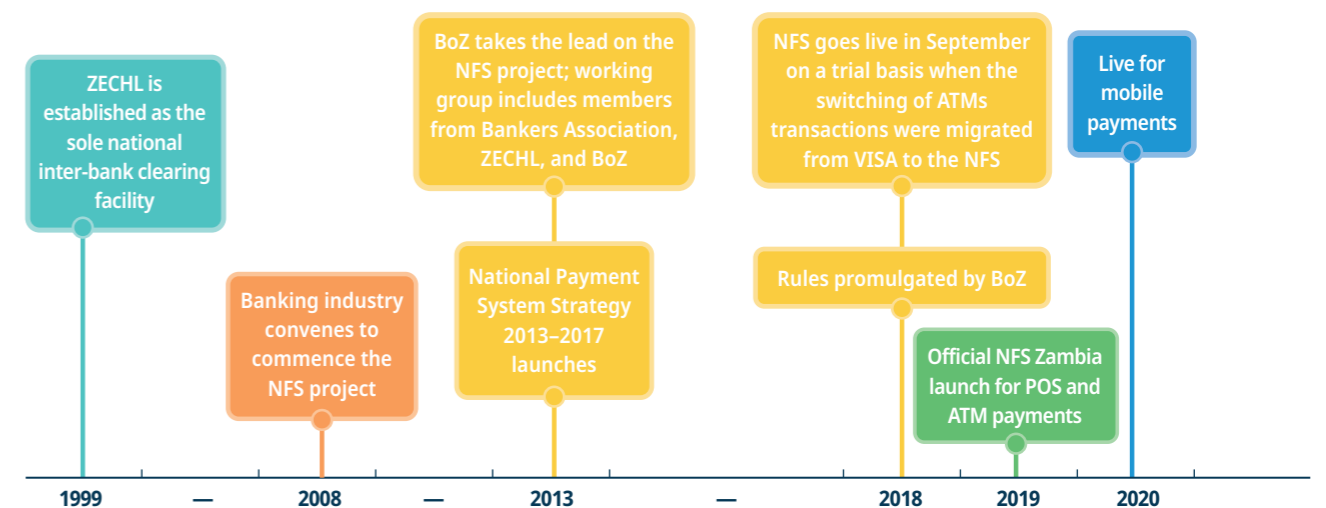 ZECHL is
established as the
sole national
inter-bank clearing
facility
Banking industry
convenes to
commence the
NFS project
BoZ takes the lead on the
NFS project; working
group includes members
from Bankers Association,
ZECHL, and BoZ
National Payment
System Strategy
2013–2017
launches
NFS goes live in September
on a trial basis when the
switching of ATMs
transactions were migrated
from VISA to the NFS
Rules promulgated by BoZ
Official NFS Zambia
launch for POS and
ATM payments
Live for
mobile
payments
1999 — 2008 — 2013 — 2018 2019 2020